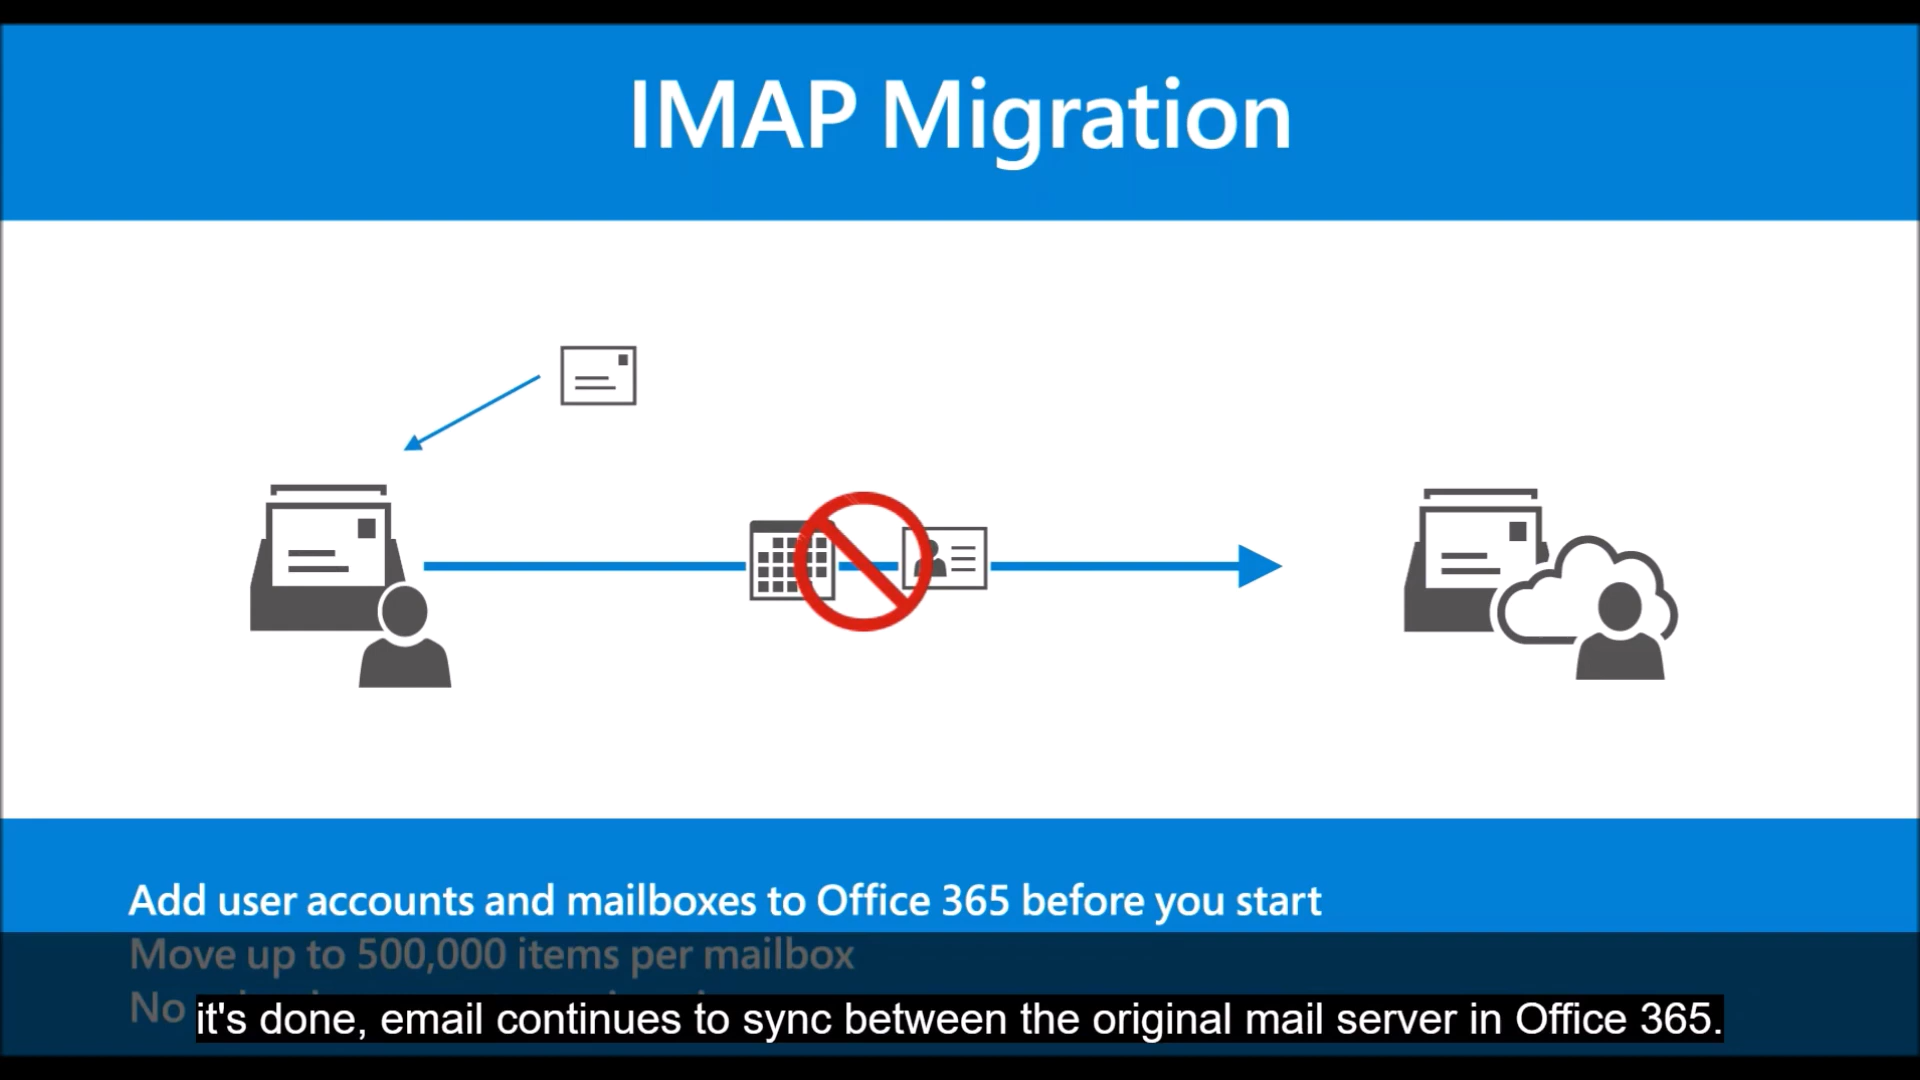 IMAP Migration
Add user accounts and mailboxes to Office 365 before you start
Move up to 500,000 items per mailbox
No
it's done, email continues to sync between the original mail server in Office 365.